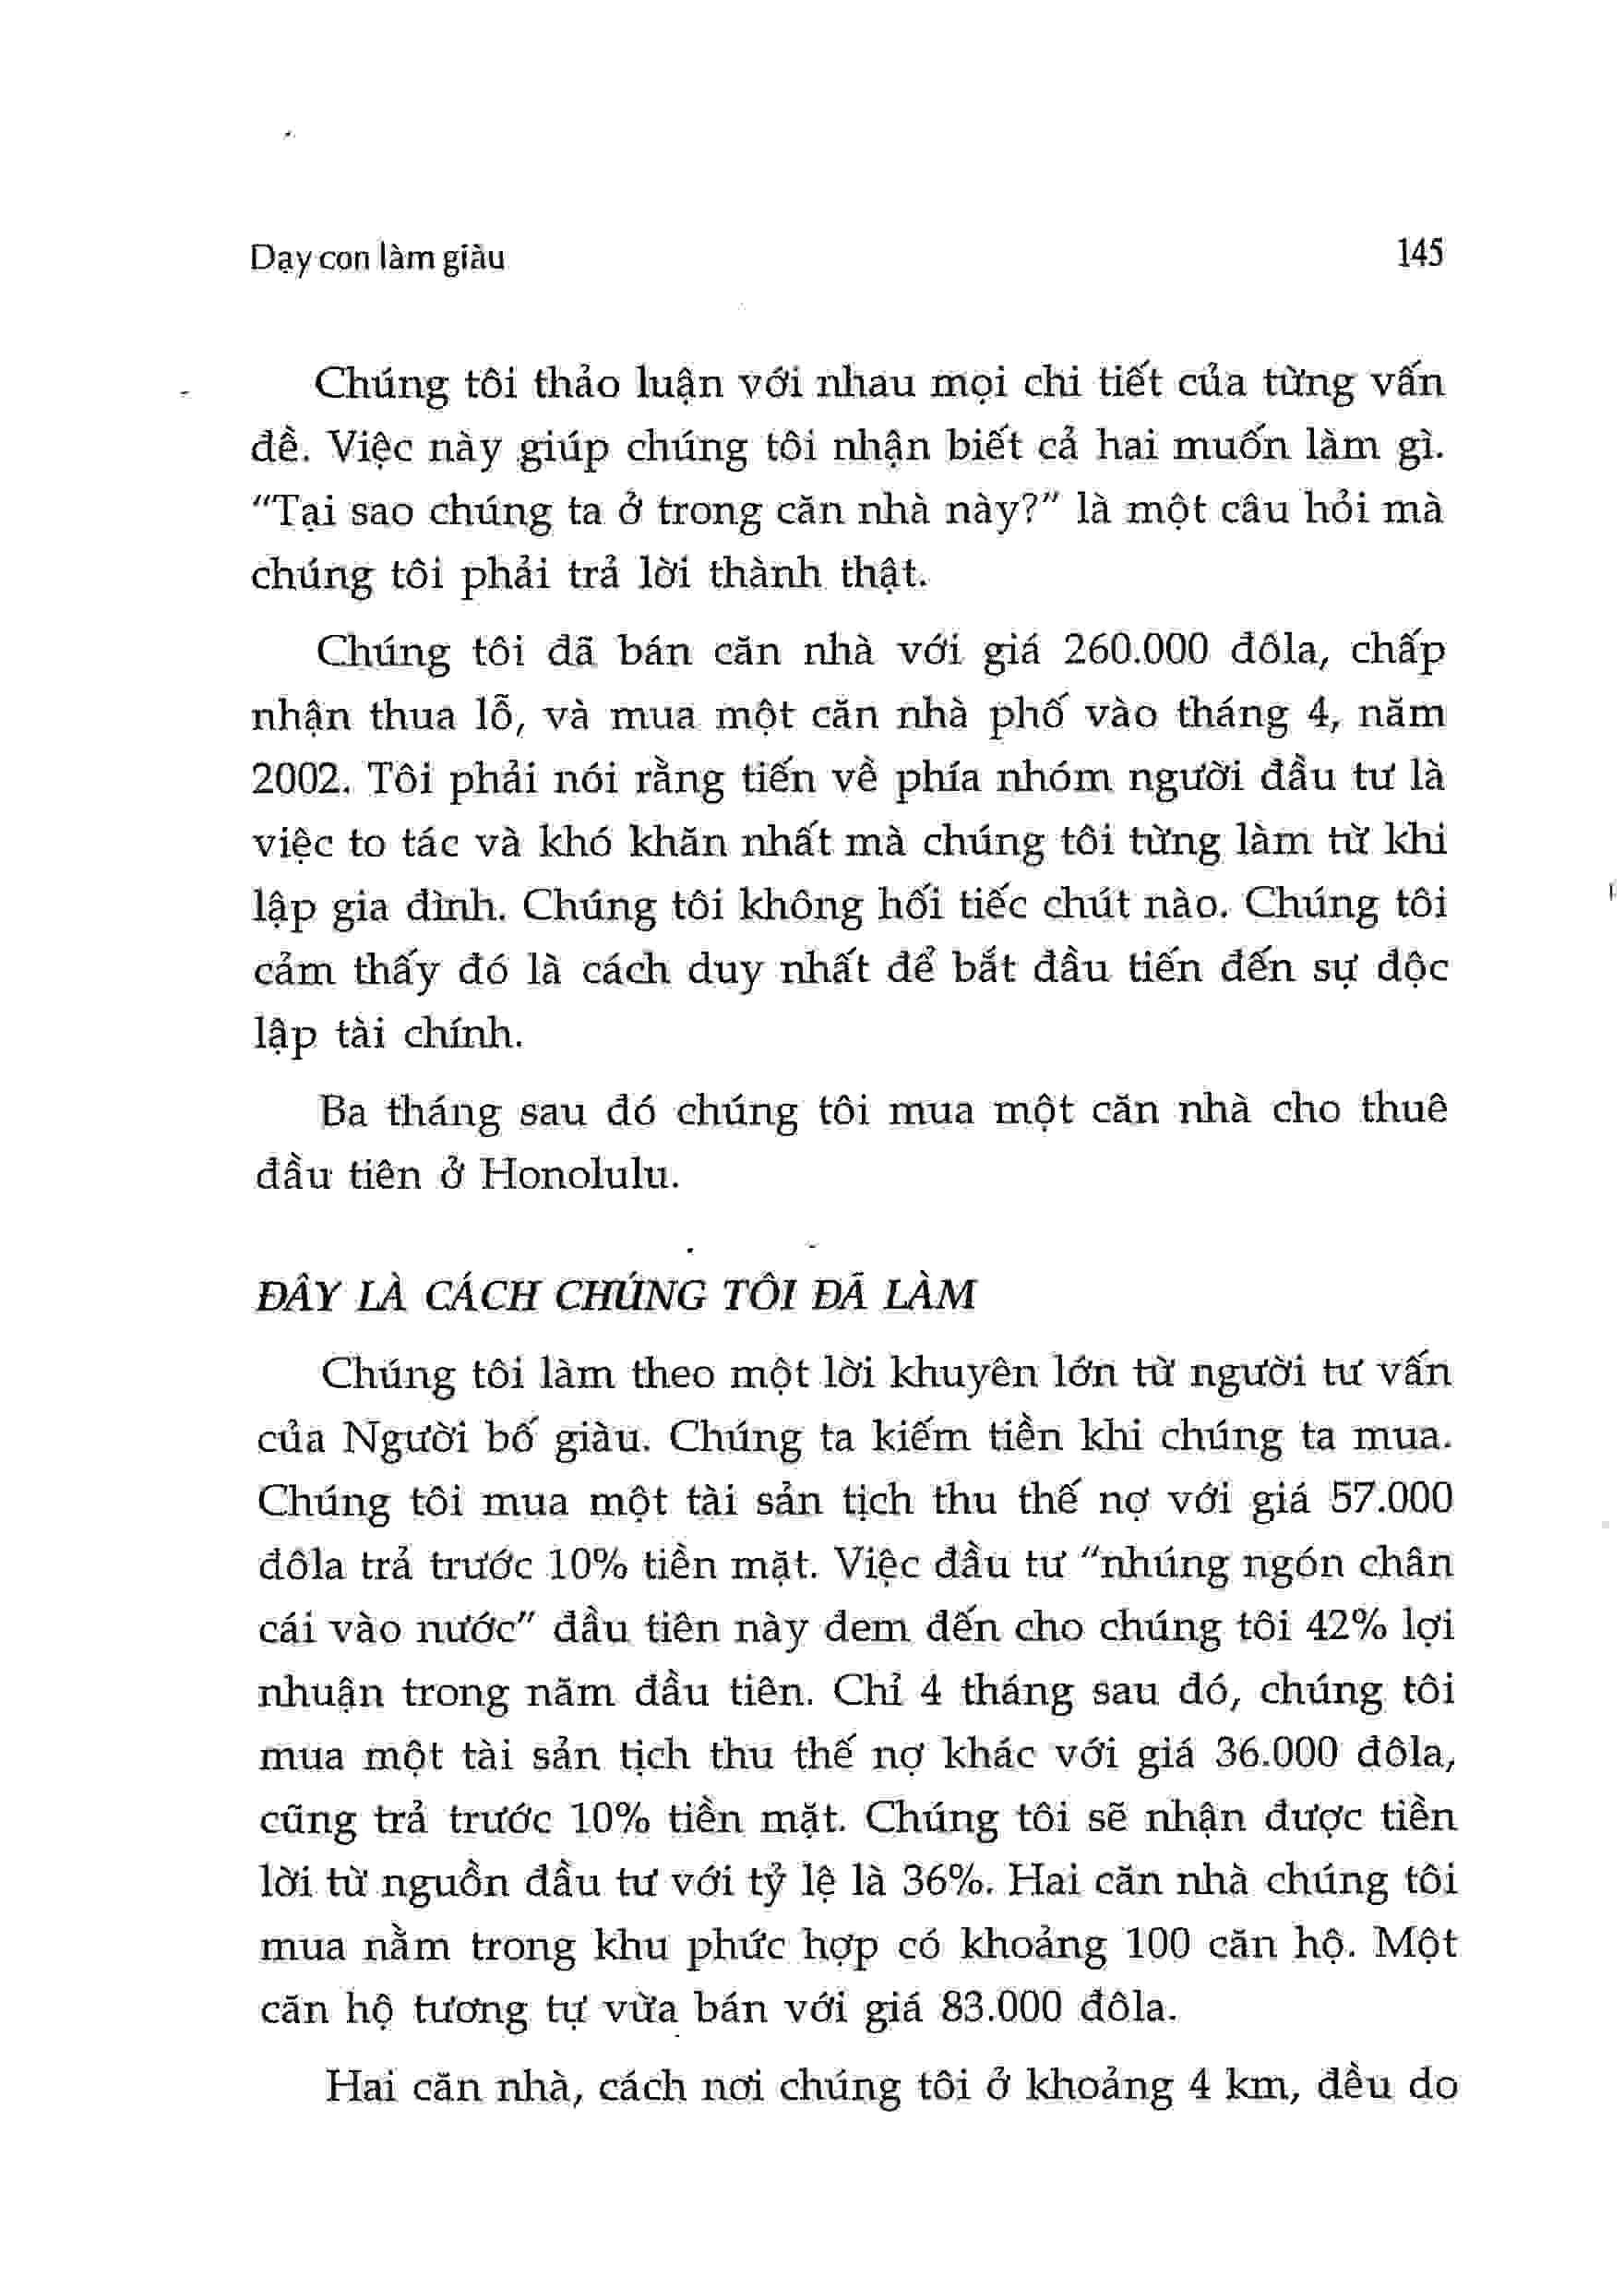 Dạy con làm giàu 145
Chúng tôi thảo luận với nhau mọi chi tiết của từng vấn
đề. Việc này giúp chúng tôi nhận biết cả hai muốn làm gì.
“Tại sao chúng ta ở trong căn nhà này?” là một câu hỏi mà
chúng tôi phải trả lời thành thật.
Chúng tôi đã bán căn nhà với giá 260.000 đôla, chấp
nhận thua lỗ, và mua một căn nhà phố vào tháng 4, năm
2002. Tôi phải nói rằng tiến về phía nhóm người đầu tư là
việc to tác và khó khăn nhất mà chúng tôi từng làm từ khi
lập gia đình. Chúng tôi không hối tiếc chút nào. Chúng tôi
cảm thấy đó là cách duy nhất để bắt đầu tiến đến sự độc
lập tài chính.
Ba tháng sau đó chúng tôi mua một căn nhà cho thuê
đầu tiên ở Honolulu.
ĐÂY LÀ CÁCH CHÚNG TÔI ĐÃ LÀM
Chúng tôi làm theo một lời khuyên lớn từ người tư vấn
của Người bố giàu. Chúng ta kiếm tiền khi chúng ta mua.
Chúng tôi mua một tài sản tịch thu thế nợ với giá 57.000
đôla trả trước 10% tiền mặt. Việc đầu tư “nhúng ngón chân
cái vào nước” đầu tiên này đem đến cho chúng tôi 42% lợi
nhuận trong năm đầu tiên. Chỉ 4 tháng sau đó, chúng tôi
mua một tài sản tịch thu thế nợ khác với giá 36.000 đôla,
cũng trả trước 10% tiền mặt. Chúng tôi sẽ nhận được tiền
lời từ nguồn đầu tư với tỷ lệ là 36%. Hai căn nhà chúng tôi
mua nằm trong khu phức hợp có khoảng 100 căn hộ. Một
căn hộ tương tự vừa bán với giá 83.000 đôla.
Hai căn nhà, cách nơi chúng tôi ở khoảng 4 km, đều do